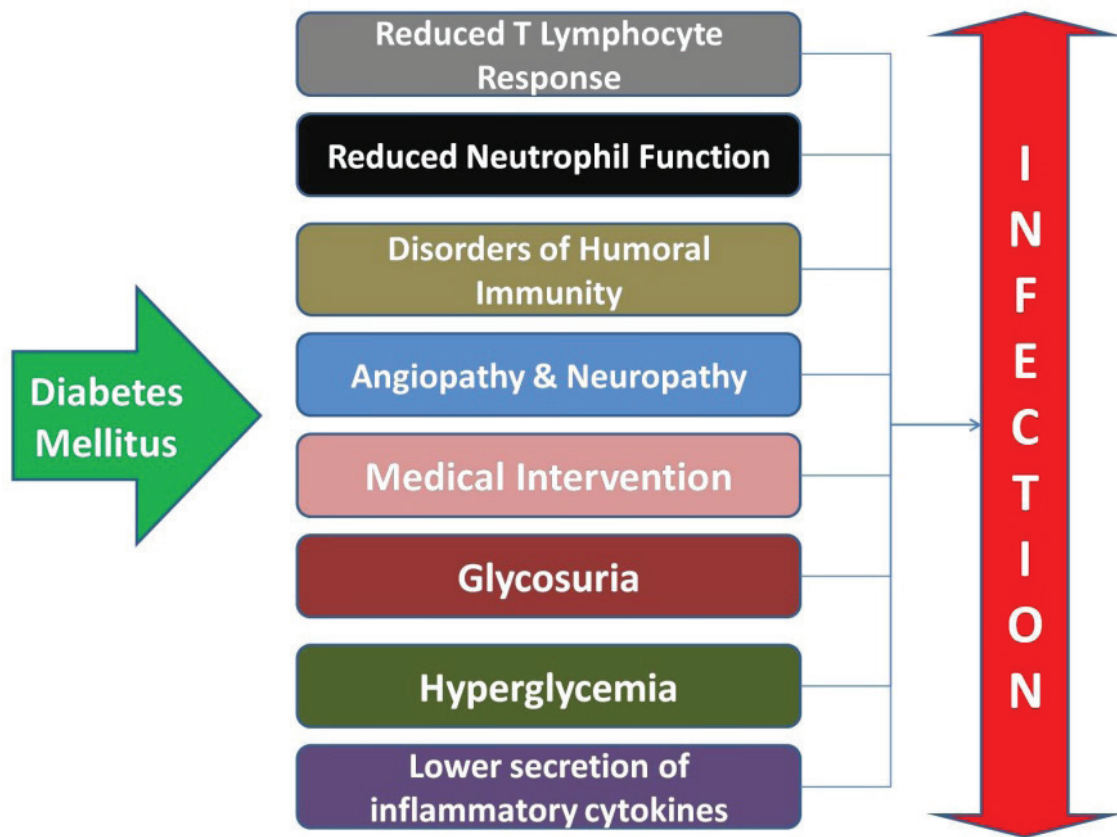 Diabetes
Mellitus
Reduced T Lymphocyte
Response
Reduced Neutrophil Function
Disorders of Humoral
Immunity
Angiopathy & Neuropathy
Medical Intervention
Glycosuria
Hyperglycemia
Lower secretion of
inflammatory cytokines
I
N
F
E
C
T
I
O
N